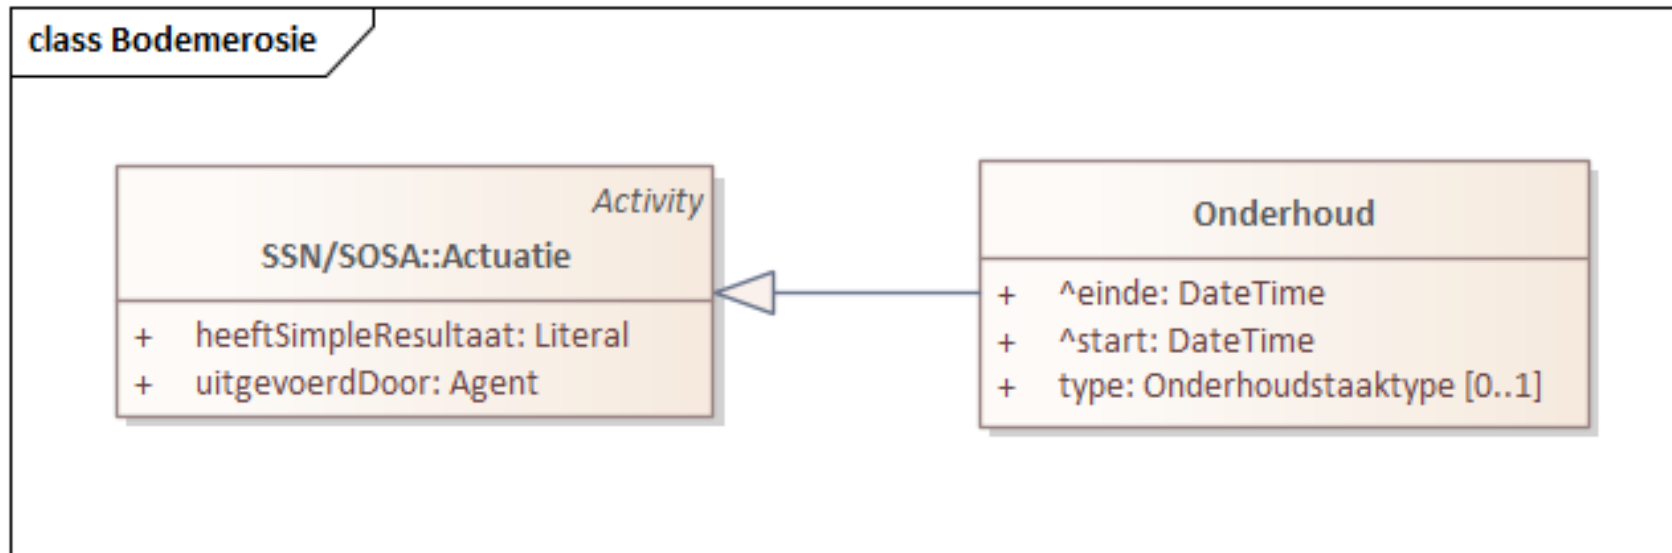 class Bodemerosie
Activity
SSN/SOSA::Actuatie
+ heeftSimpleResultaat: Literal
+ uitgevoerdDoor: Agent
Onderhoud
+ ^einde: DateTime
+ ^start: DateTime
+ type: Onderhoudstaaktype [0..1]